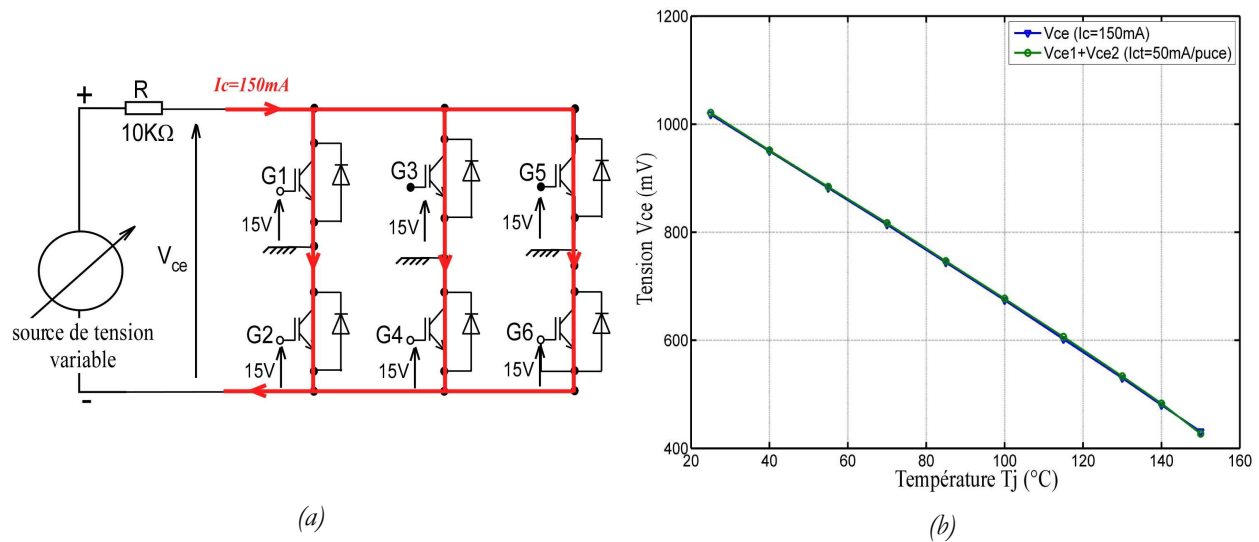 +
R
10KΩ
Ic=150mA
G1
15V
G3
15V
G5
15V
Vce
source de tension
variable
G2
15V
G4
15V
G6
15V
-
(a)
Tension Vce (mV)
1200
1000
800
600
400
20 40 60 80 100 120 140 160
Température Tj (°C)
Vce (Ic=150mA)
Vce1+Vce2 (Ict=50mA/puce)
(b)